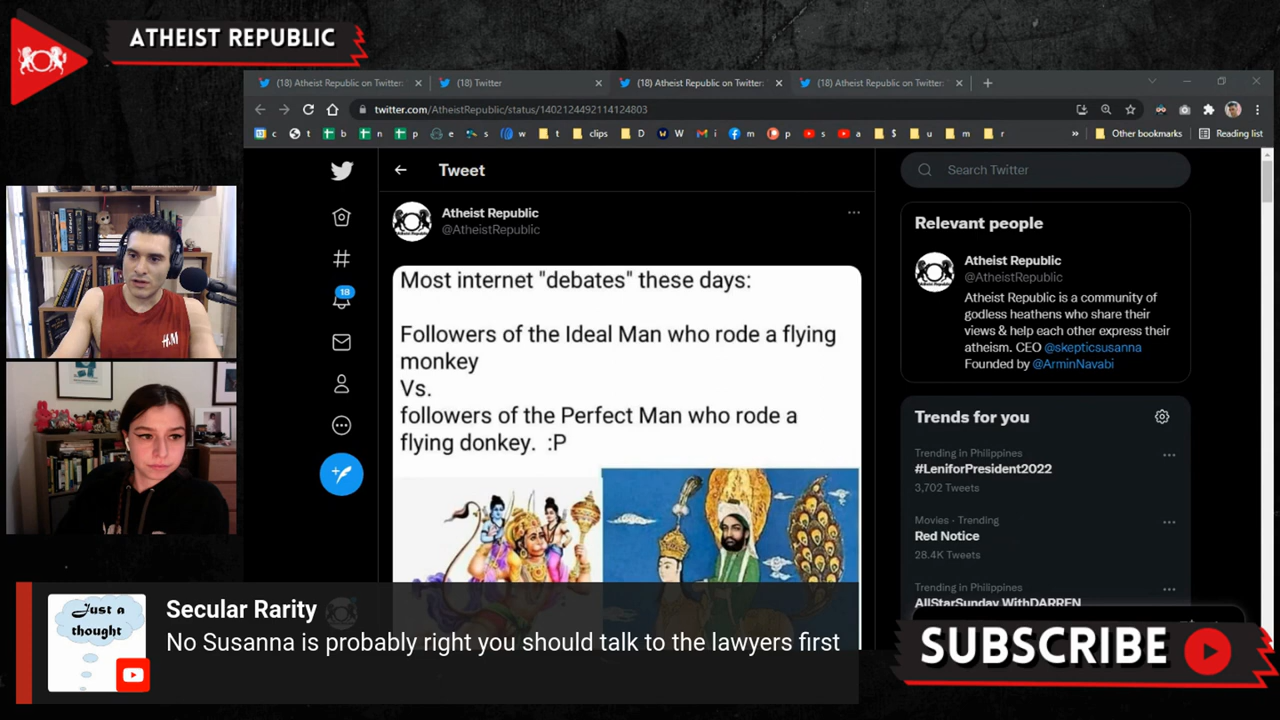 ATHEIST REPUBLIC
(18) Atheist Republic on Twitter:
(18) Twitter
(18) Atheist Republic on Twitter:
(18) Atheist Republic on Twitter:
twitter.com/AtheistRepublic/status/1402124492114124803
c
t
b
n
p
e
s
w
t
clips
D
W
i
m
p
s
a
$
u
m
r
»
Other bookmarks
Reading list
Tweet
Search Twitter
Atheist Republic
@AtheistRepublic
Most internet "debates" these days:
Followers of the Ideal Man who rode a flying
monkey
Vs.
followers of the Perfect Man who rode a
flying donkey. :P
18
Relevant people
Atheist Republic
@AtheistRepublic
Atheist Republic is a community of
godless heathens who share their
views & help each other express their
atheism. CEO @skepticsusanna
Founded by @ArminNavabi
Trends for you
Trending in Philippines
#LeniforPresident2022
3,702 Tweets
Movies · Trending
Red Notice
28.4K Tweets
Trending in Philippines
AllStarSunday WithDARREN
H&M
Just a
thought
Secular Rarity
No Susanna is probably right you should talk to the lawyers first
SUBSCRIBE